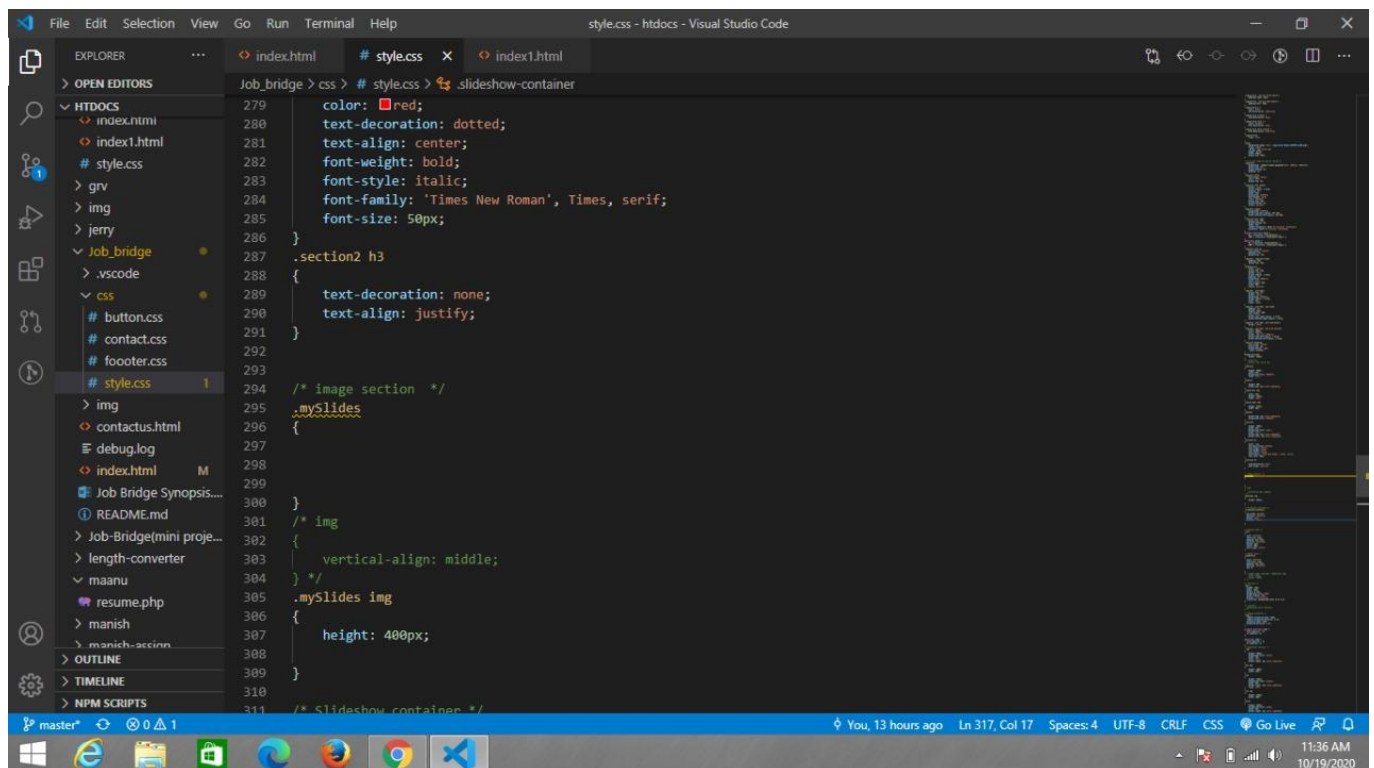 File Edit Selection View Go Run Terminal Help
style.css - htdocs - Visual Studio Code
EXPLORER
index.html
# style.css
index1.html
OPEN EDITORS
Job_bridge > css > # style.css > .slideshow-container
HTDOCS
index.html
index1.html
# style.css
grv
img
jerry
Job_bridge
.vscode
css
# button.css
# contact.css
# foooter.css
# style.css 1
img
contactus.html
debug.log
index.html M
Job Bridge Synopsis....
README.md
Job-Bridge(mini proje...
length-converter
maanu
resume.php
manish
manish-assign
OUTLINE
TIMELINE
NPM SCRIPTS
279 color: red;
280 text-decoration: dotted;
281 text-align: center;
282 font-weight: bold;
283 font-style: italic;
284 font-family: 'Times New Roman', Times, serif;
285 font-size: 50px;
286 }
287 .section2 h3
288 {
289 text-decoration: none;
290 text-align: justify;
291 }
292
293
294 /* image section */
295 .mySlides
296 {
297
298
299
300 }
301 /* img
302 {
303 vertical-align: middle;
304 } */
305 .mySlides img
306 {
307 height: 400px;
308
309 }
310
311 /* Slideshow container */
1
master* 0 1
You, 13 hours ago Ln 317, Col 17 Spaces: 4 UTF-8 CRLF CSS Go Live
11:36 AM
10/19/2020